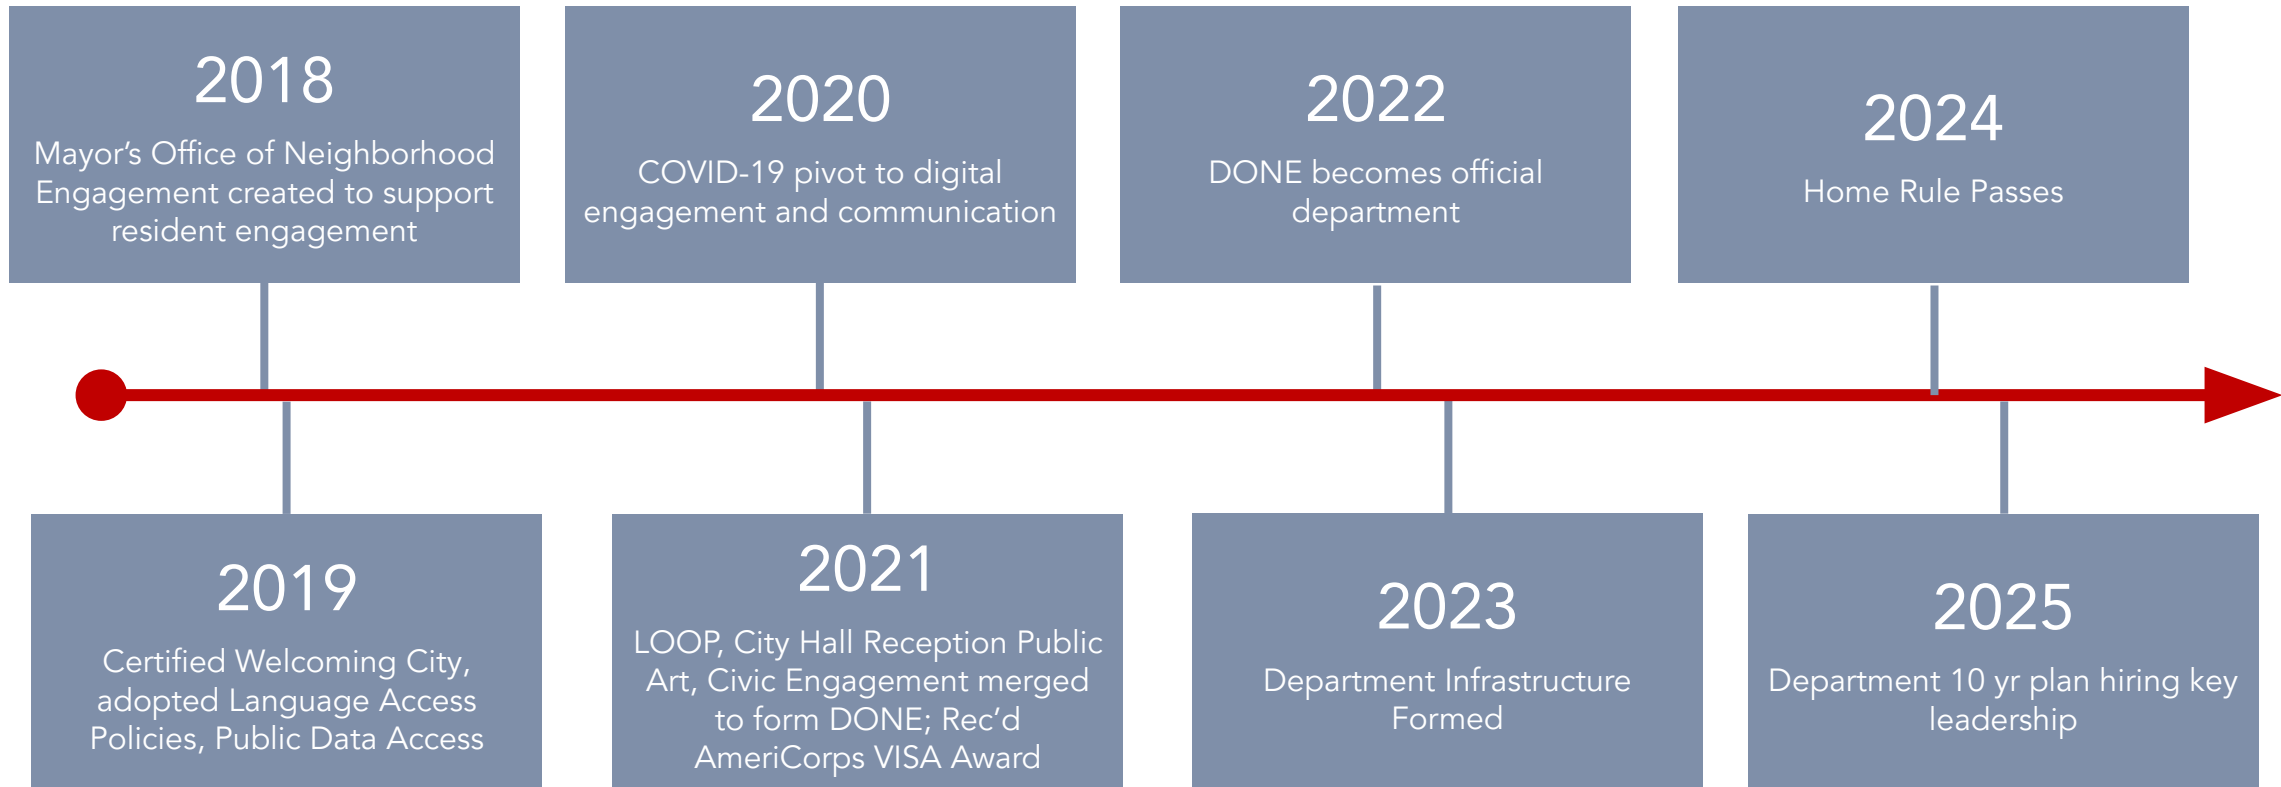 2018
Mayor’s Office of Neighborhood
Engagement created to support
resident engagement
2020
COVID-19 pivot to digital
engagement and communication
2022
DONE becomes official
department
2024
Home Rule Passes
2019
Certified Welcoming City,
adopted Language Access
Policies, Public Data Access
2021
LOOP, City Hall Reception Public
Art, Civic Engagement merged
to form DONE; Rec’d
AmeriCorps VISA Award
2023
Department Infrastructure
Formed
2025
Department 10 yr plan hiring key
leadership